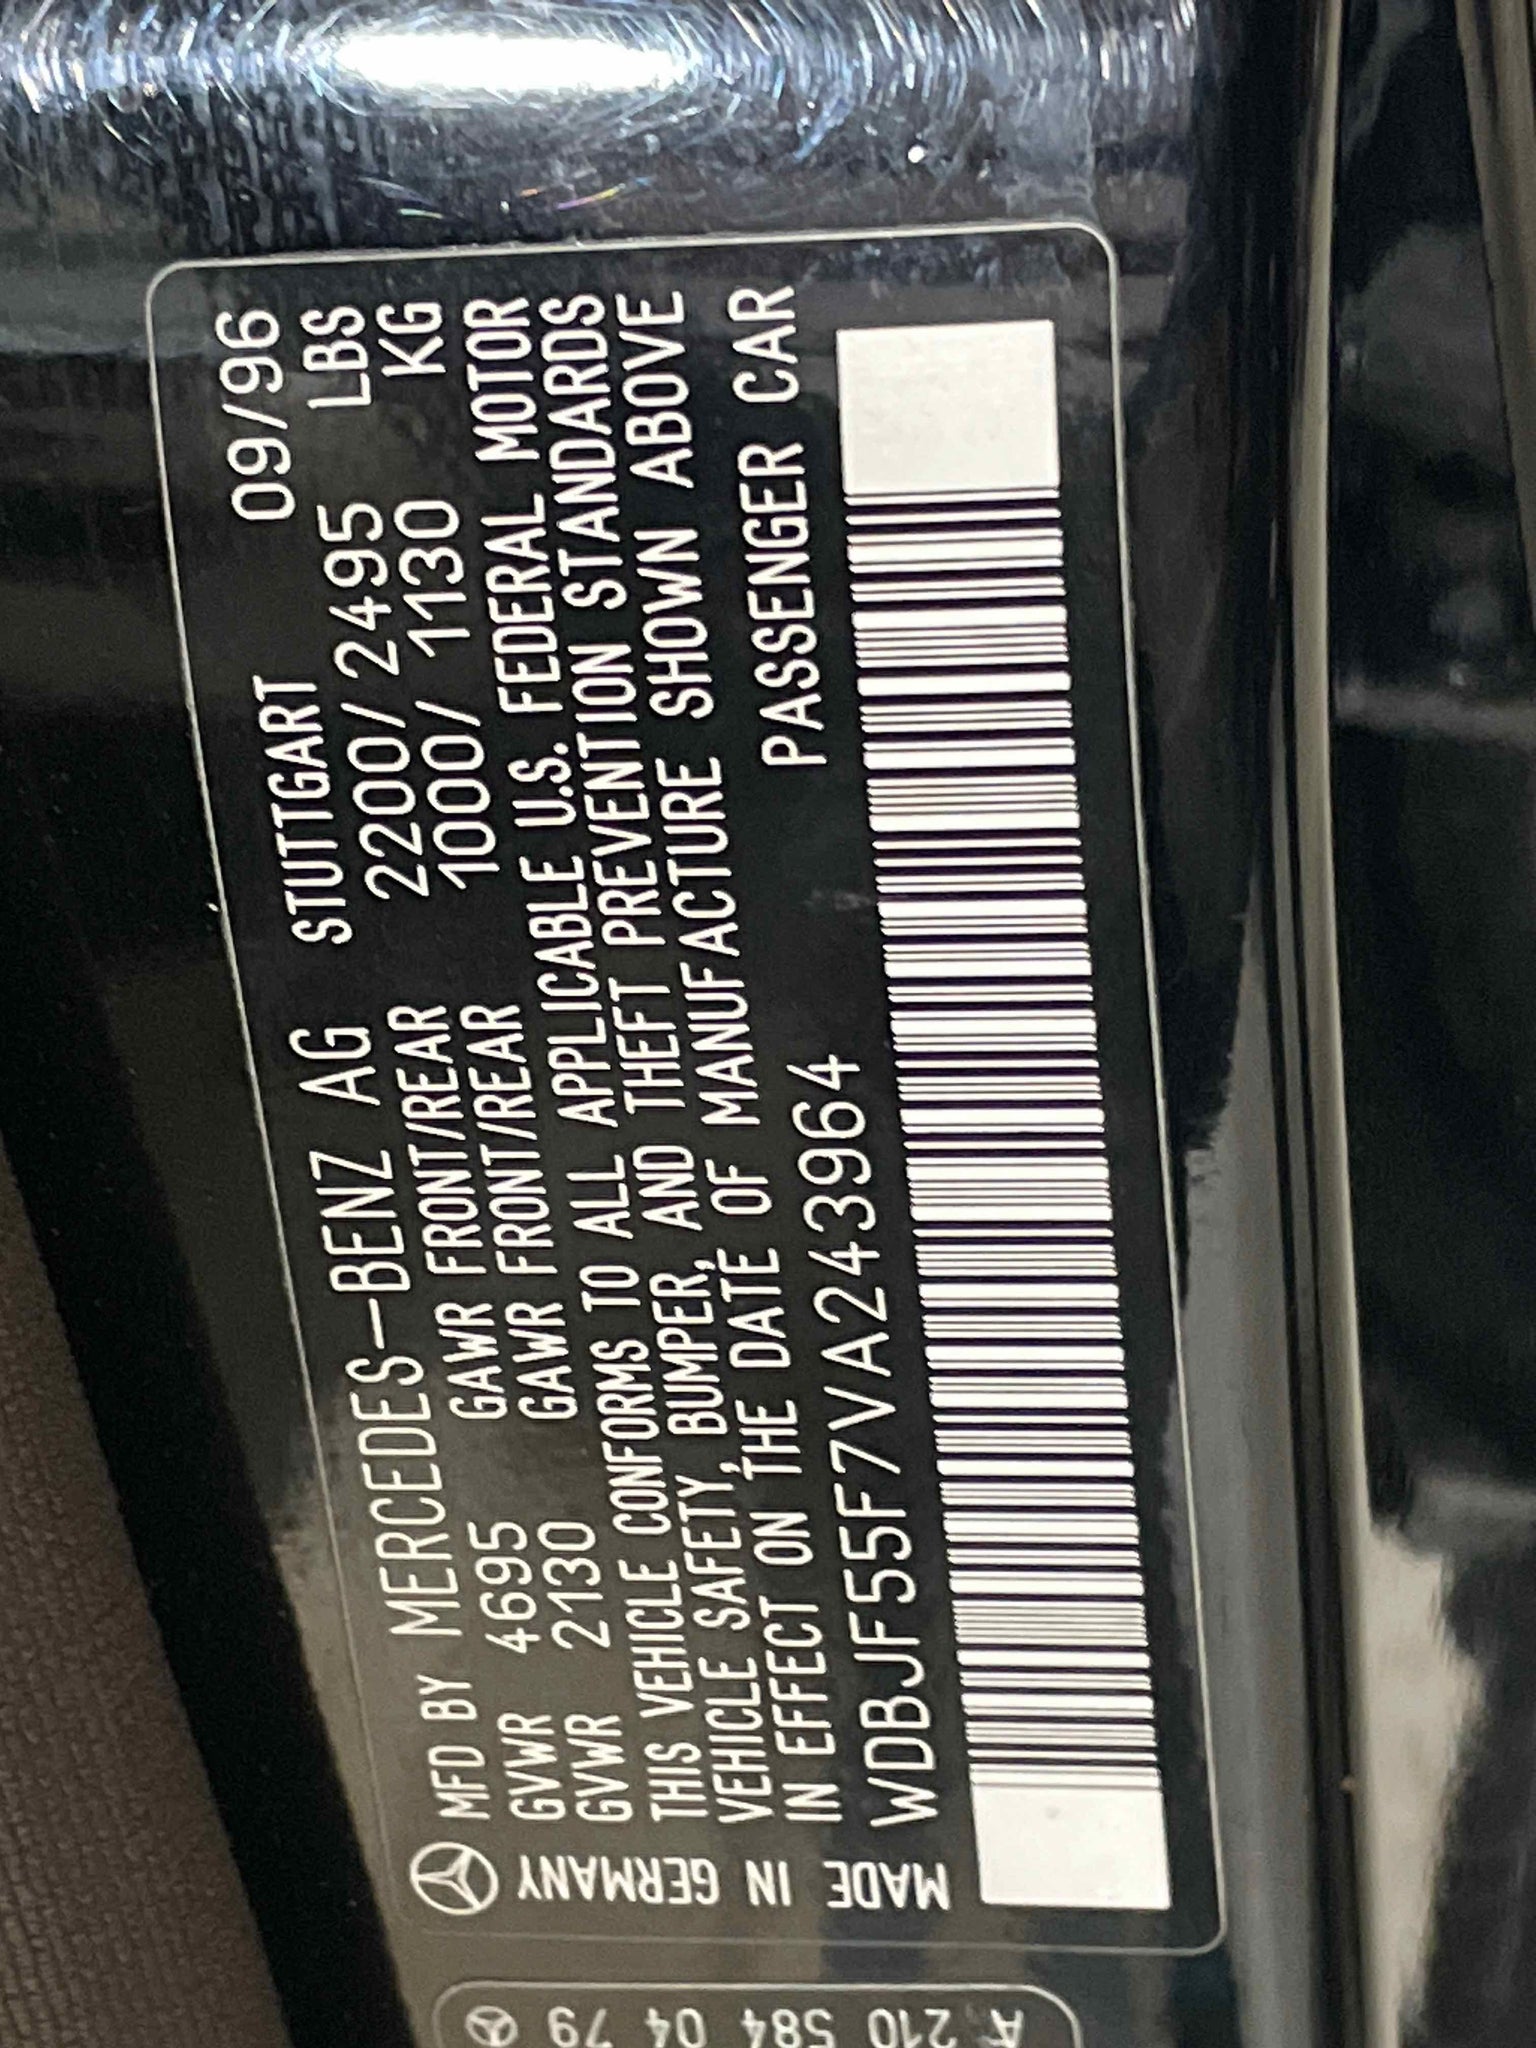 MFD BY MERCEDES-BENZ AG STUTTGART 09/96
GVWR 4695 GAWR FRONT/REAR 2200/2495 LBS
GVWR 2130 GAWR FRONT/REAR 1000/1130 KG
THIS VEHICLE CONFORMS TO ALL APPLICABLE U.S. FEDERAL MOTOR
VEHICLE SAFETY, BUMPER, AND THEFT PREVENTION STANDARDS
IN EFFECT ON THE DATE OF MANUFACTURE SHOWN ABOVE
WDBJF55F7VA243964 PASSENGER CAR
MADE IN GERMANY
A 210 584 04 79